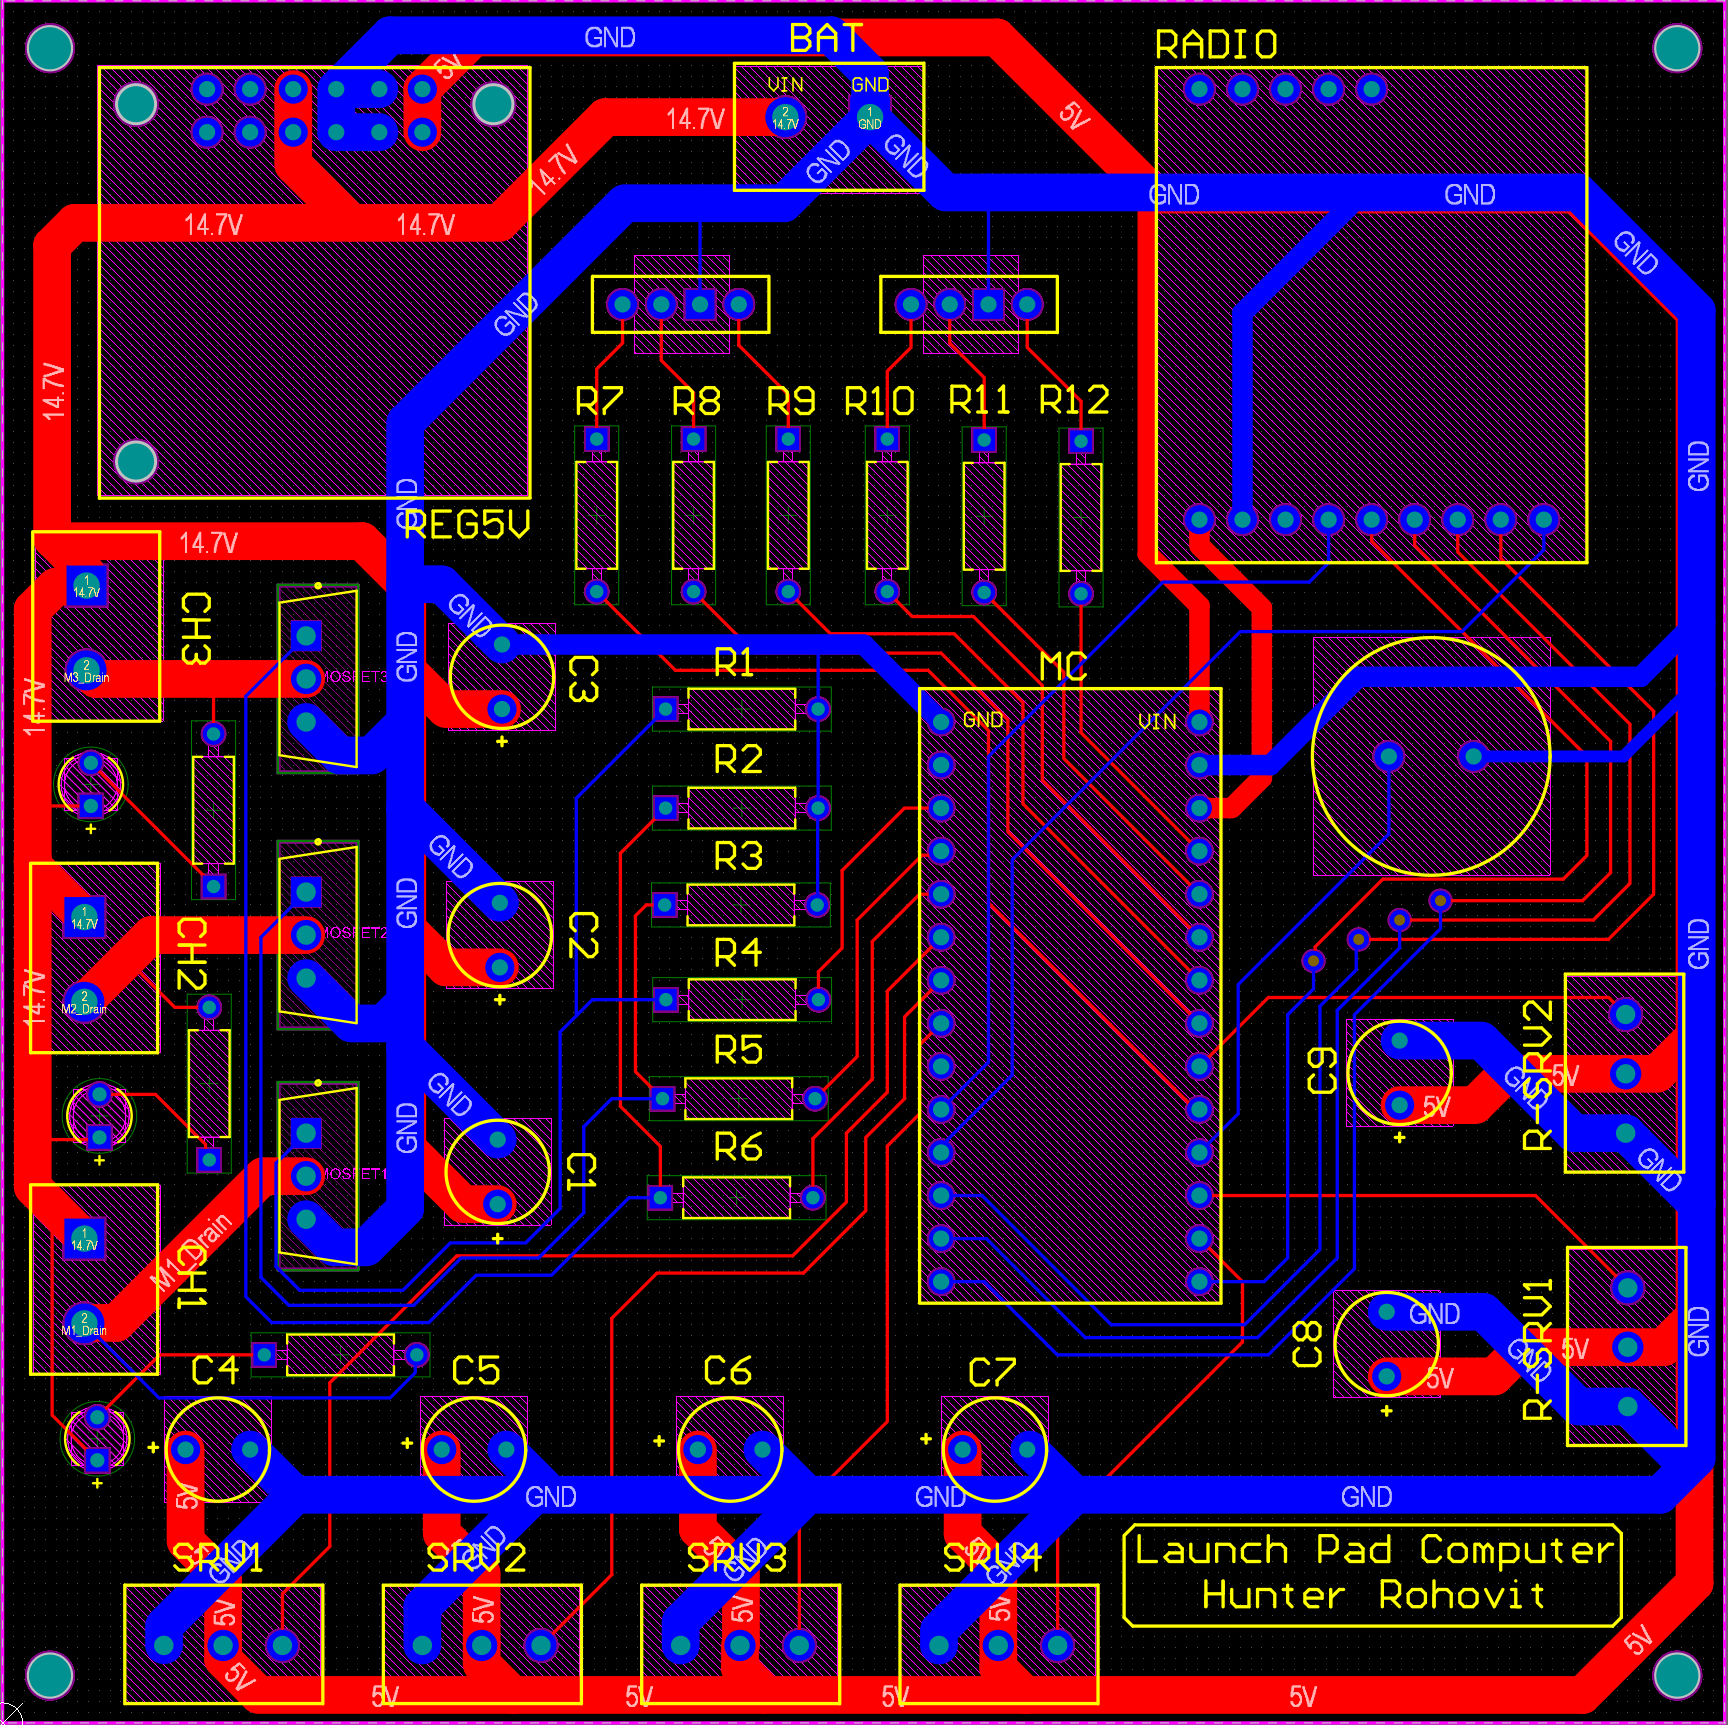 GND
BAT
RADIO
5V
VIN
GND
2
14.7V
1
GND
14.7V
5V
14.7V
GND
GND
14.7V
14.7V
GND
GND
GND
GND
14.7V
R7
R8
R9
R10
R11
R12
GND
GND
REG5V
14.7V
1
14.7V
CH3
GND
GND
C3
R1
MC
2
M3_Drain
MOSFET3
14.7V
+
GND
VIN
R2
+
GND
R3
1
14.7V
CH2
MOSFET2
GND
C2
R4
GND
14.7V
2
M2_Drain
+
R-SRV2
R5
C9
5V
GND
5V
GND
GND
C1
R6
+
+
GND
MOSFET1
1
14.7V
M1_Drain
CH1
+
2
M1_Drain
GND
R-SRV1
GND
C8
5V
GND
5V
C4
C5
C6
C7
+
+
+
+
+
+
5V
GND
GND
GND
SRV1
SRV2
SRV3
SRV4
GND
GND
GND
GND
Launch Pad Computer
Hunter Rohovit
5V
5V
5V
5V
5V
5V
5V
5V
5V
5V